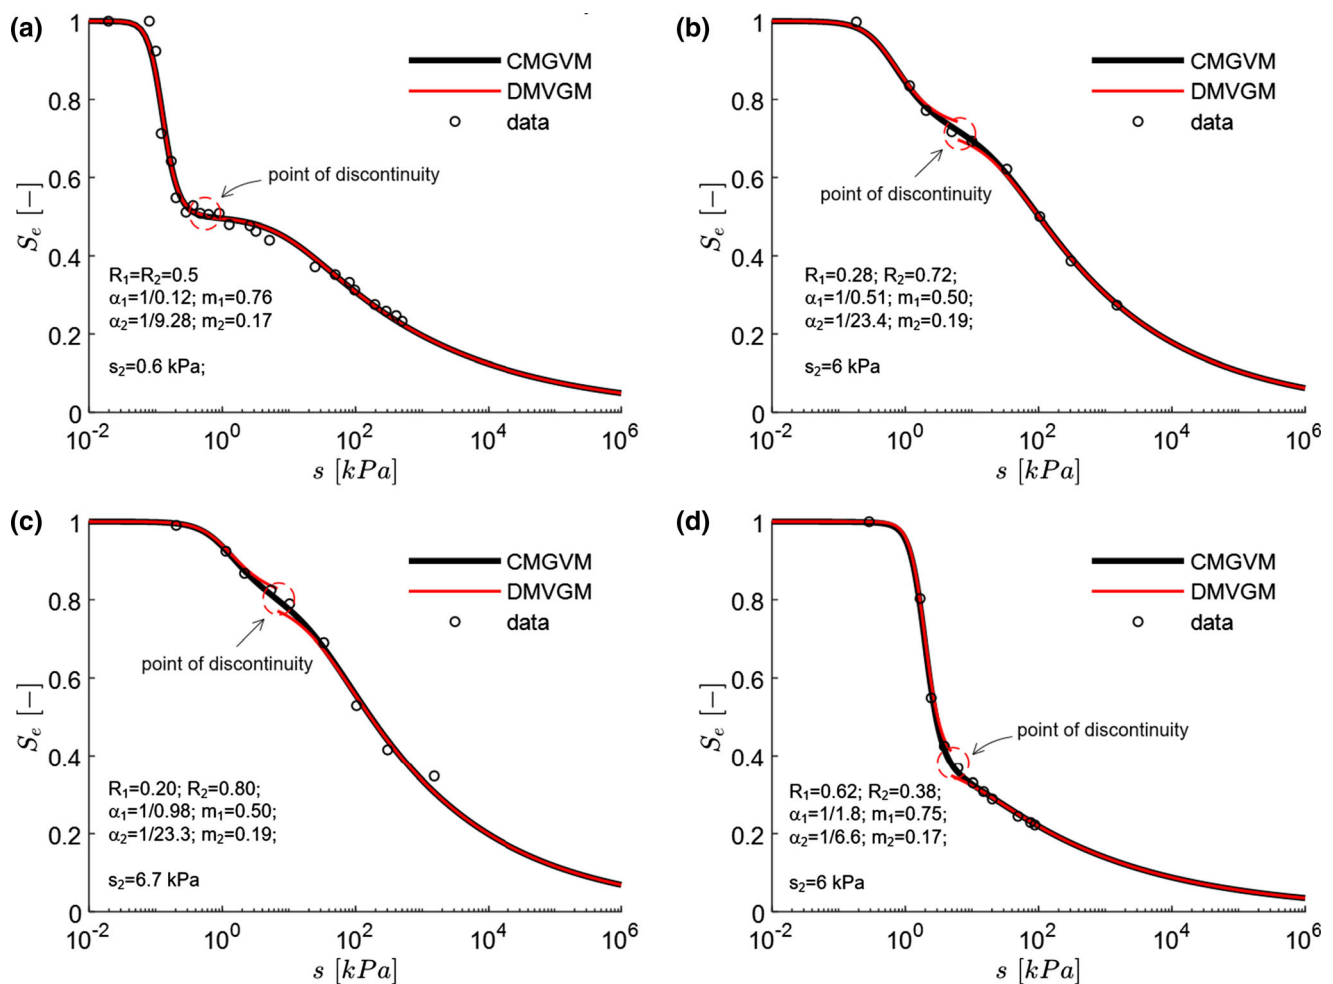 (a)
1
0.8
0.6
0.4
0.2
0
S_e [−]
CMGVM
DMVGM
data
point of discontinuity
R₁=R₂=0.5
α₁=1/0.12; m₁=0.76
α₂=1/9.28; m₂=0.17
s₂=0.6 kPa;
10⁻² 10⁰ 10² 10⁴ 10⁶
s [kPa]
(b)
1
0.8
0.6
0.4
0.2
0
S_e [−]
CMGVM
DMVGM
data
point of discontinuity
R₁=0.28; R₂=0.72;
α₁=1/0.51; m₁=0.50;
α₂=1/23.4; m₂=0.19;
s₂=6 kPa
10⁻² 10⁰ 10² 10⁴ 10⁶
s [kPa]
(c)
1
0.8
0.6
0.4
0.2
0
S_e [−]
CMGVM
DMVGM
data
point of discontinuity
R₁=0.20; R₂=0.80;
α₁=1/0.98; m₁=0.50;
α₂=1/23.3; m₂=0.19;
s₂=6.7 kPa
10⁻² 10⁰ 10² 10⁴ 10⁶
s [kPa]
(d)
1
0.8
0.6
0.4
0.2
0
S_e [−]
CMGVM
DMVGM
data
point of discontinuity
R₁=0.62; R₂=0.38;
α₁=1/1.8; m₁=0.75;
α₂=1/6.6; m₂=0.17;
s₂=6 kPa
10⁻² 10⁰ 10² 10⁴ 10⁶
s [kPa]